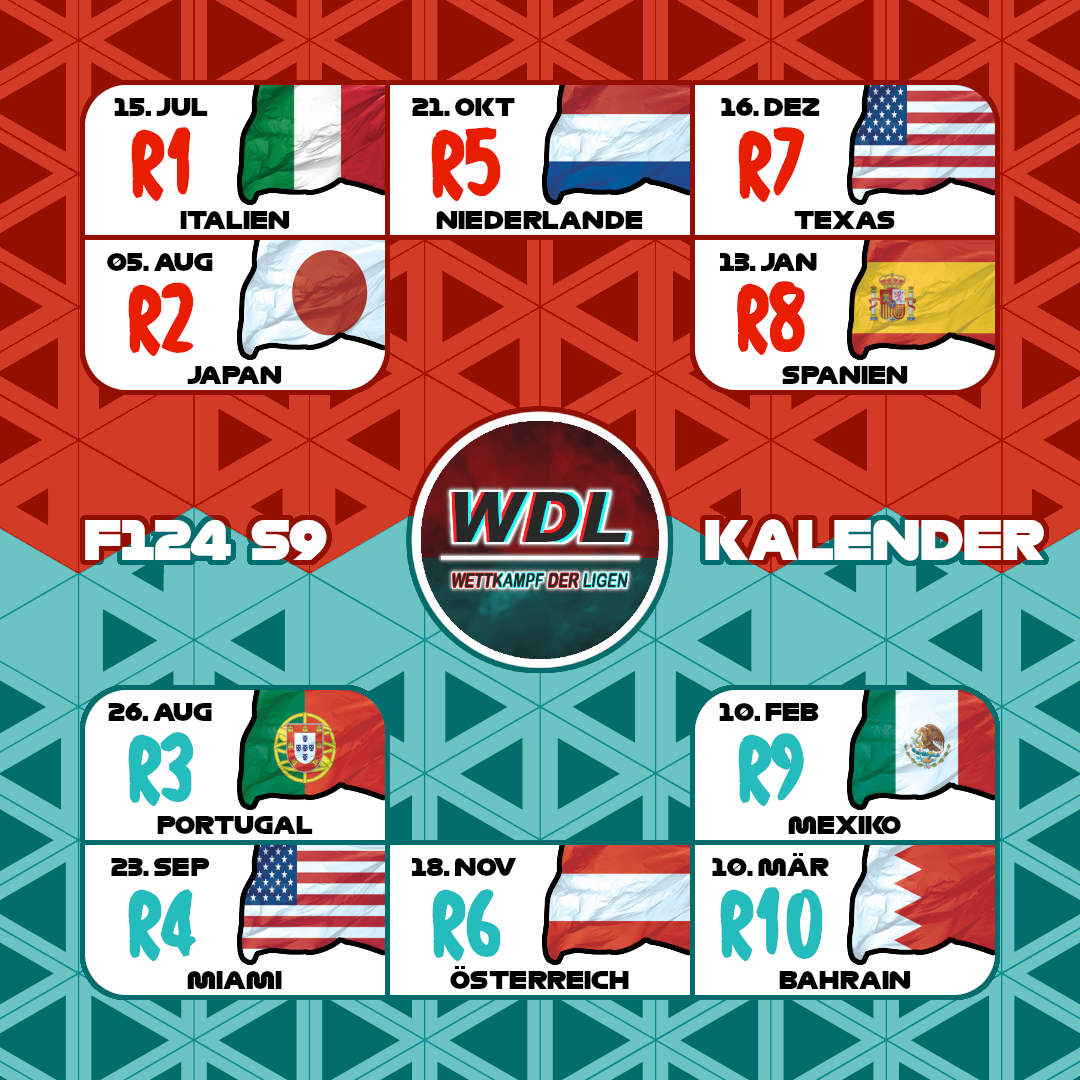 15. JUL
R1
ITALIEN
21. OKT
R5
NIEDERLANDE
16. DEZ
R7
TEXAS
05. AUG
R2
JAPAN
13. JAN
R8
SPANIEN
F124 S9
WDL
WETTKAMPF DER LIGEN
KALENDER
26. AUG
R3
PORTUGAL
10. FEB
R9
MEXIKO
23. SEP
R4
MIAMI
18. NOV
R6
ÖSTERREICH
10. MÄR
R10
BAHRAIN